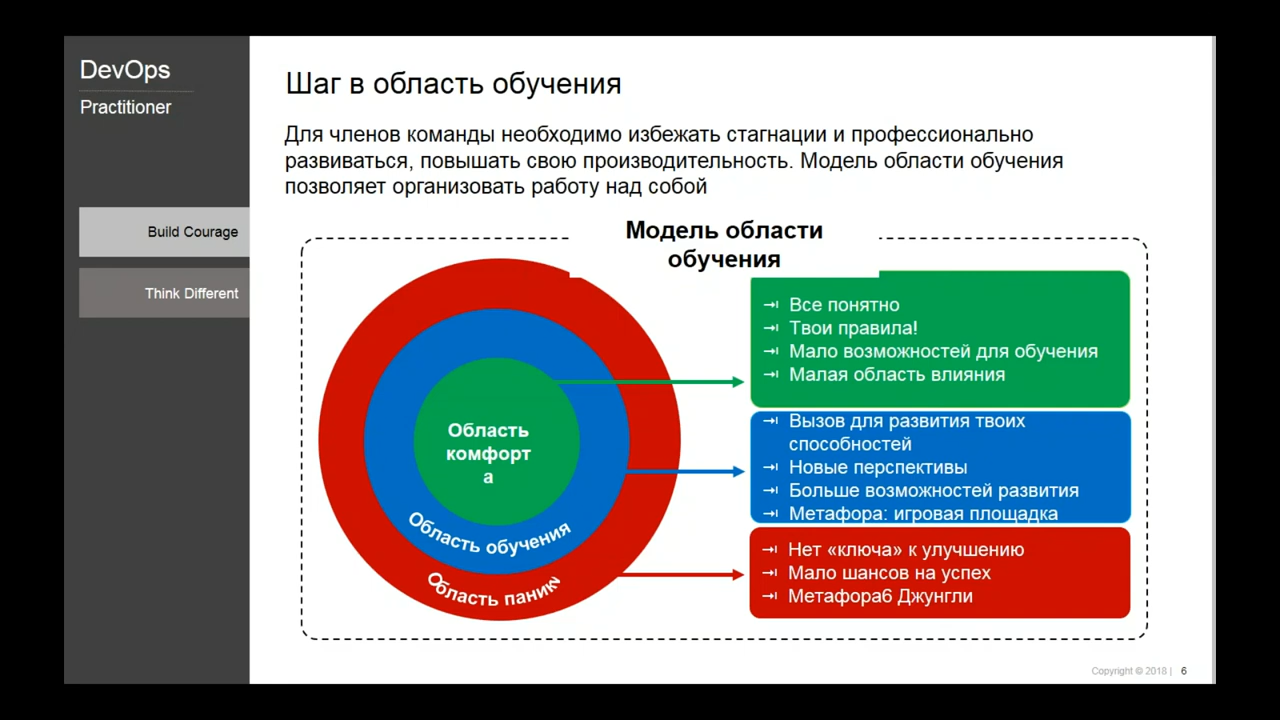 DevOps
Practitioner
Build Courage
Think Different
Шаг в область обучения
Для членов команды необходимо избежать стагнации и профессионально
развиваться, повышать свою производительность. Модель области обучения
позволяет организовать работу над собой
Модель области
обучения
Область
комфорт
а
Область обучения
Область паники
Все понятно
Твои правила!
Мало возможностей для обучения
Малая область влияния
Вызов для развития твоих
способностей
Новые перспективы
Больше возможностей развития
Метафора: игровая площадка
Нет «ключа» к улучшению
Мало шансов на успех
Метафора6 Джунгли
Copyright © 2018 | 6